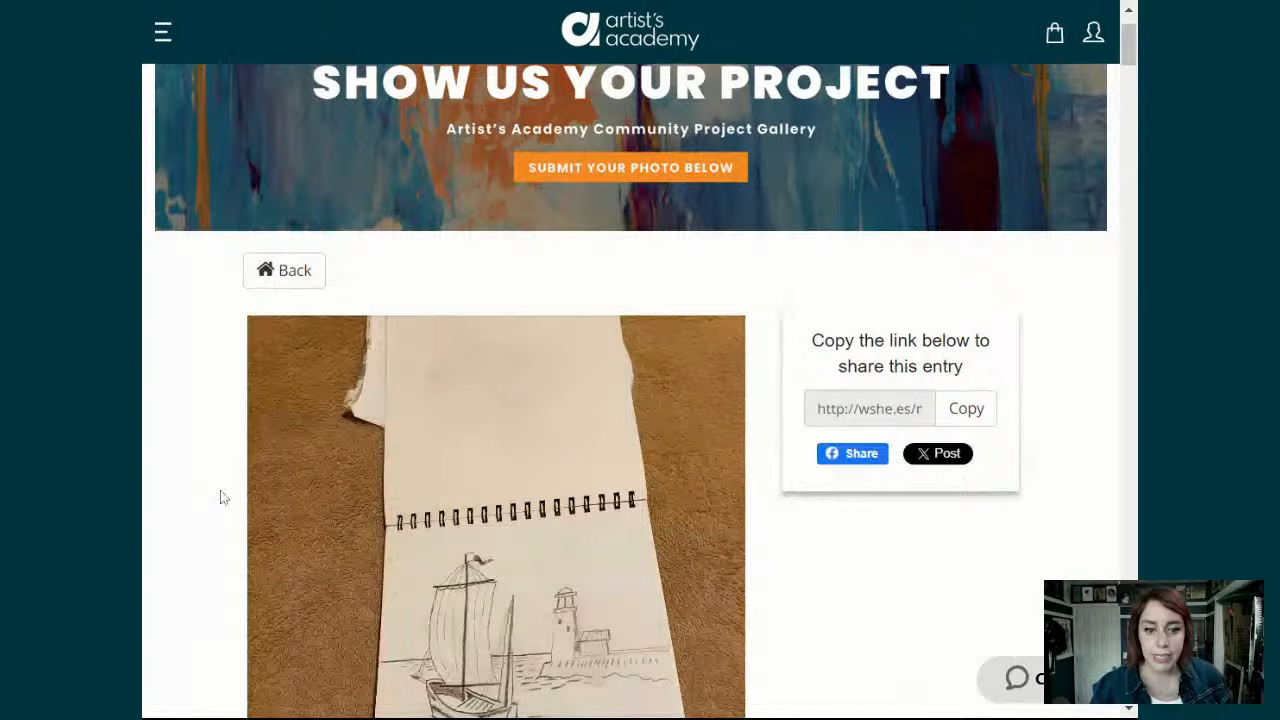 artist's
academy
SHOW US YOUR PROJECT
Artist's Academy Community Project Gallery
SUBMIT YOUR PHOTO BELOW
Back
Copy the link below to
share this entry
http://wshe.es/r Copy
Share Post